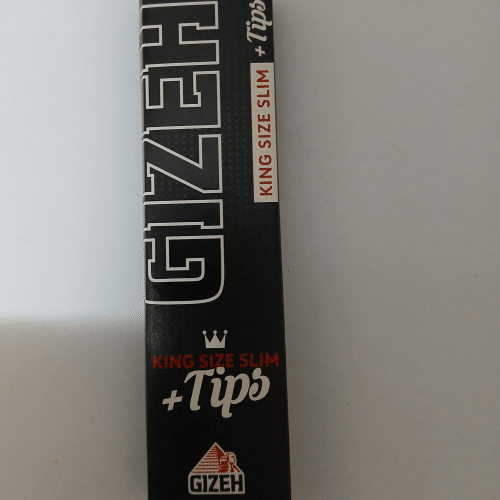 GIZEH
KING SIZE SLIM
+ Tips
KING SIZE SLIM
+ Tips
GIZEH